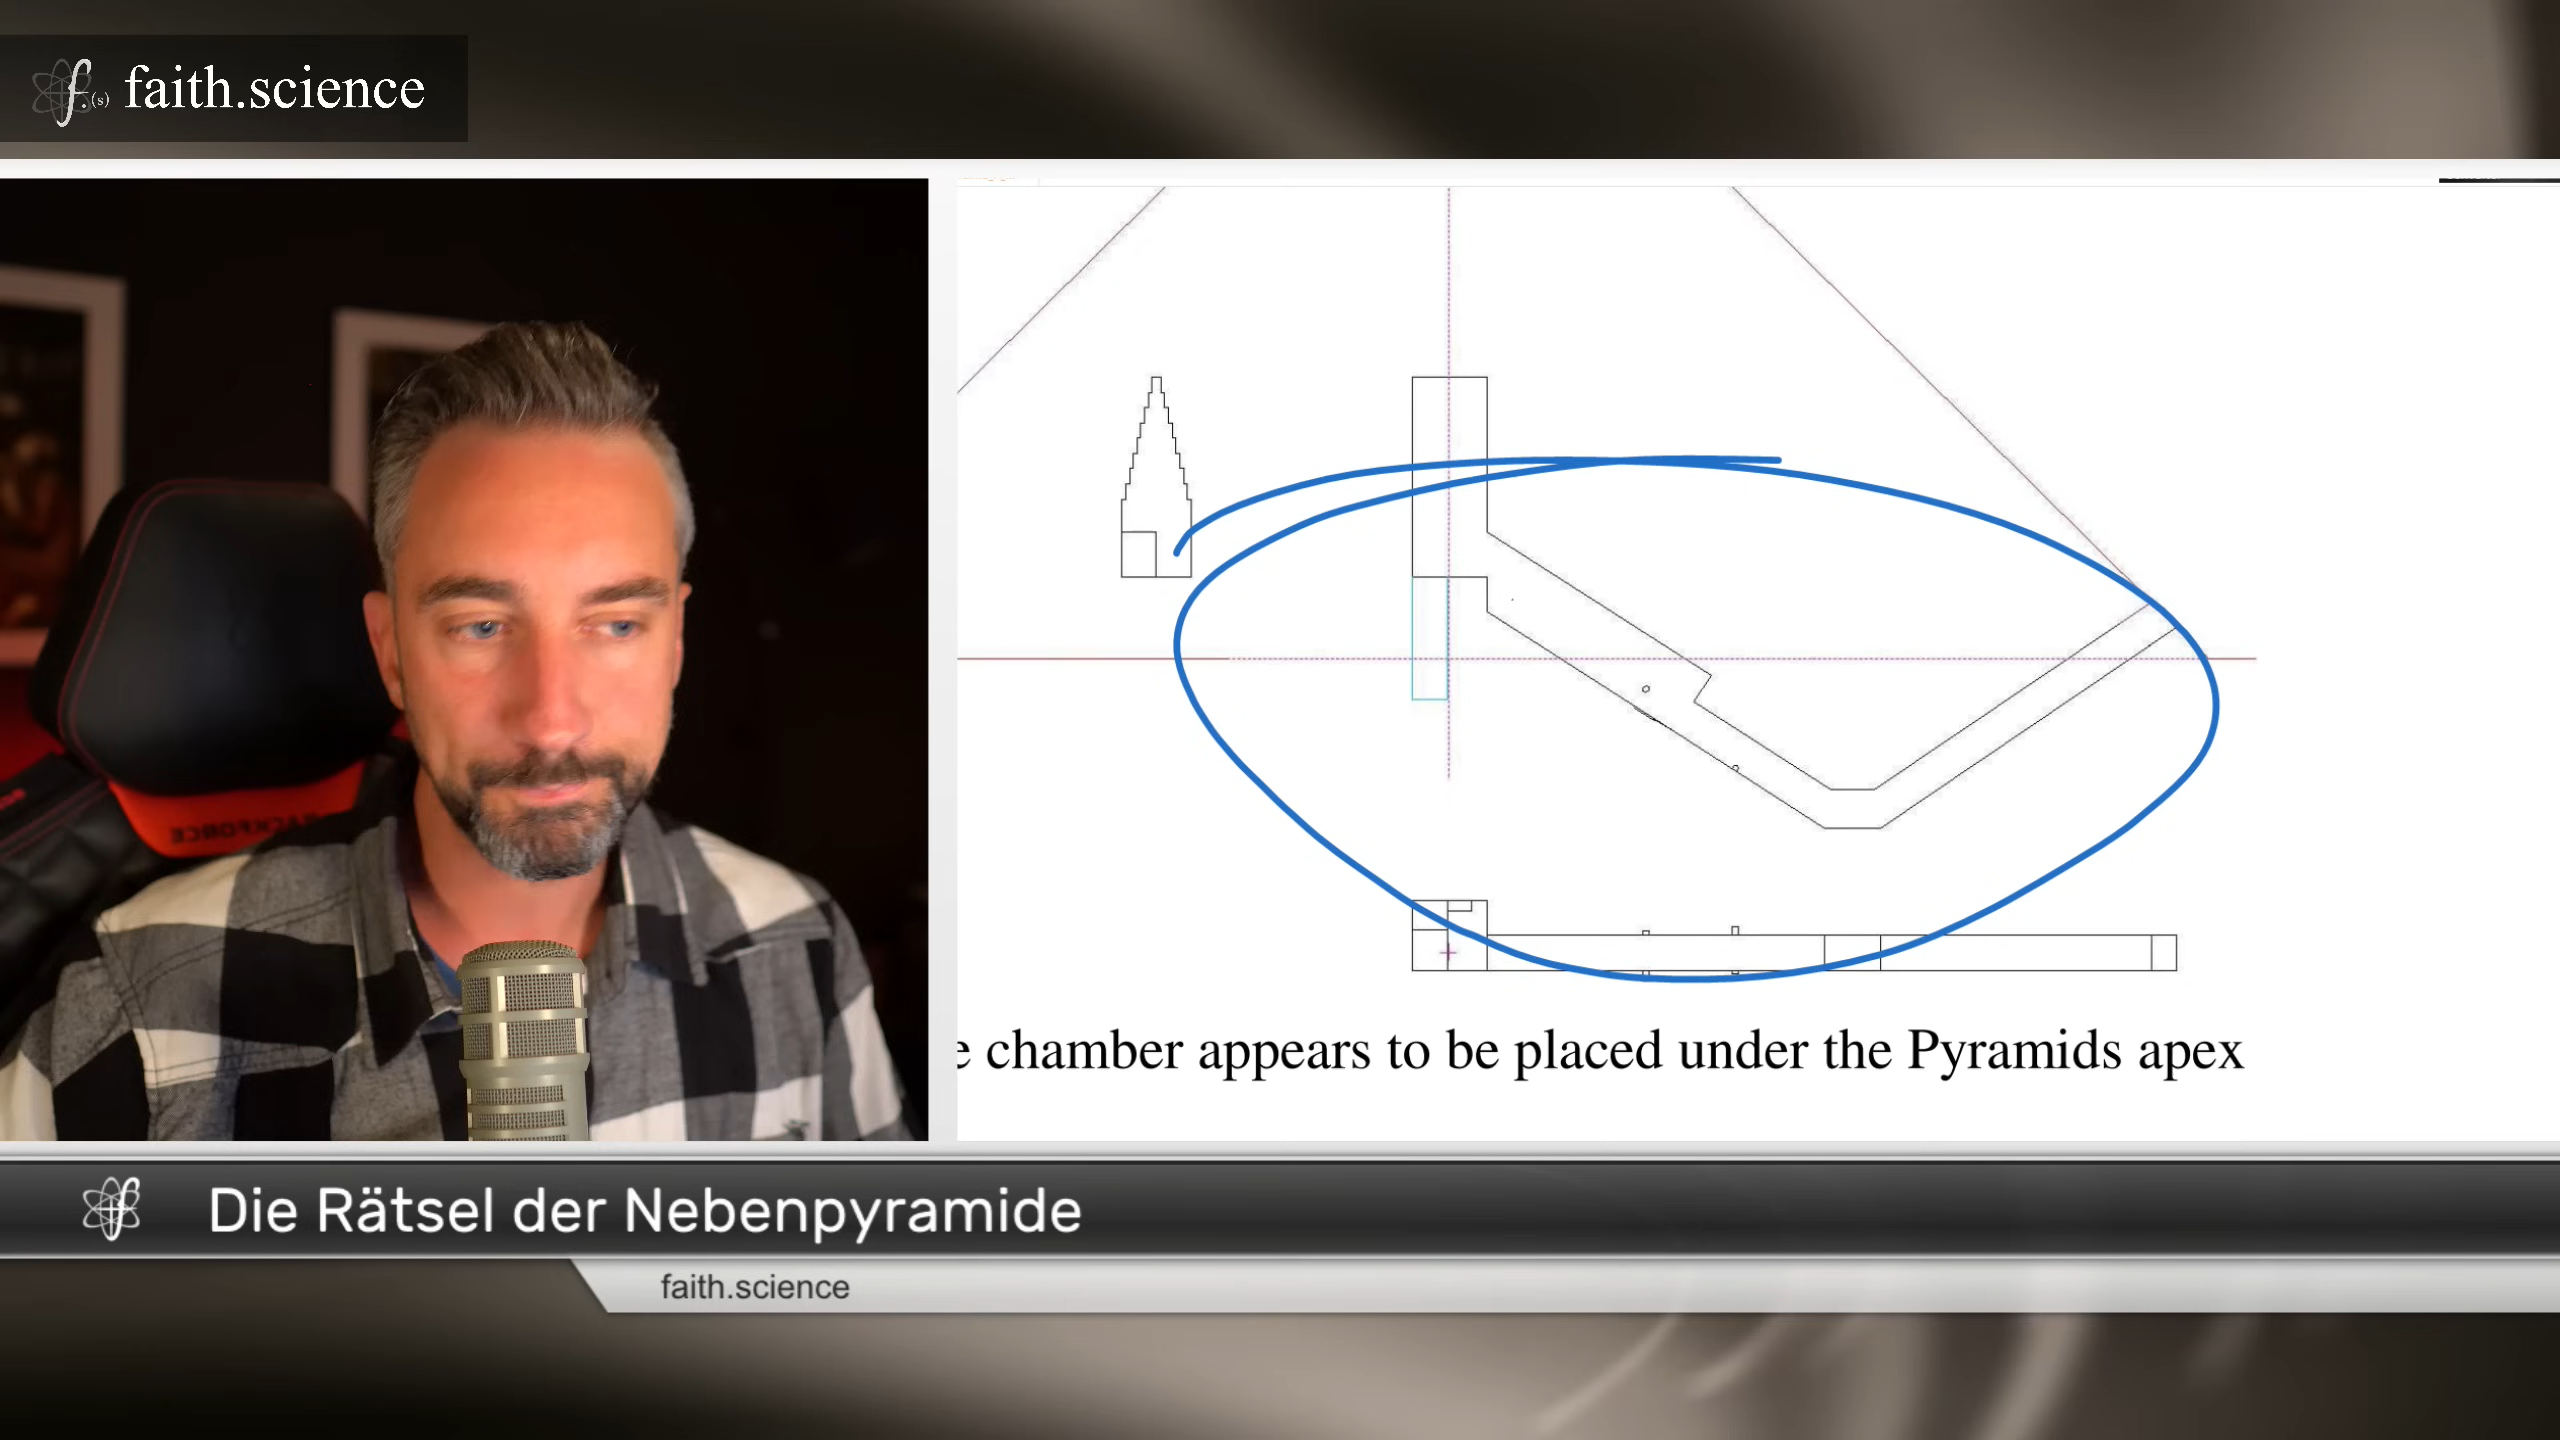 f.(s) faith.science
e chamber appears to be placed under the Pyramids apex
Die Rätsel der Nebenpyramide
faith.science